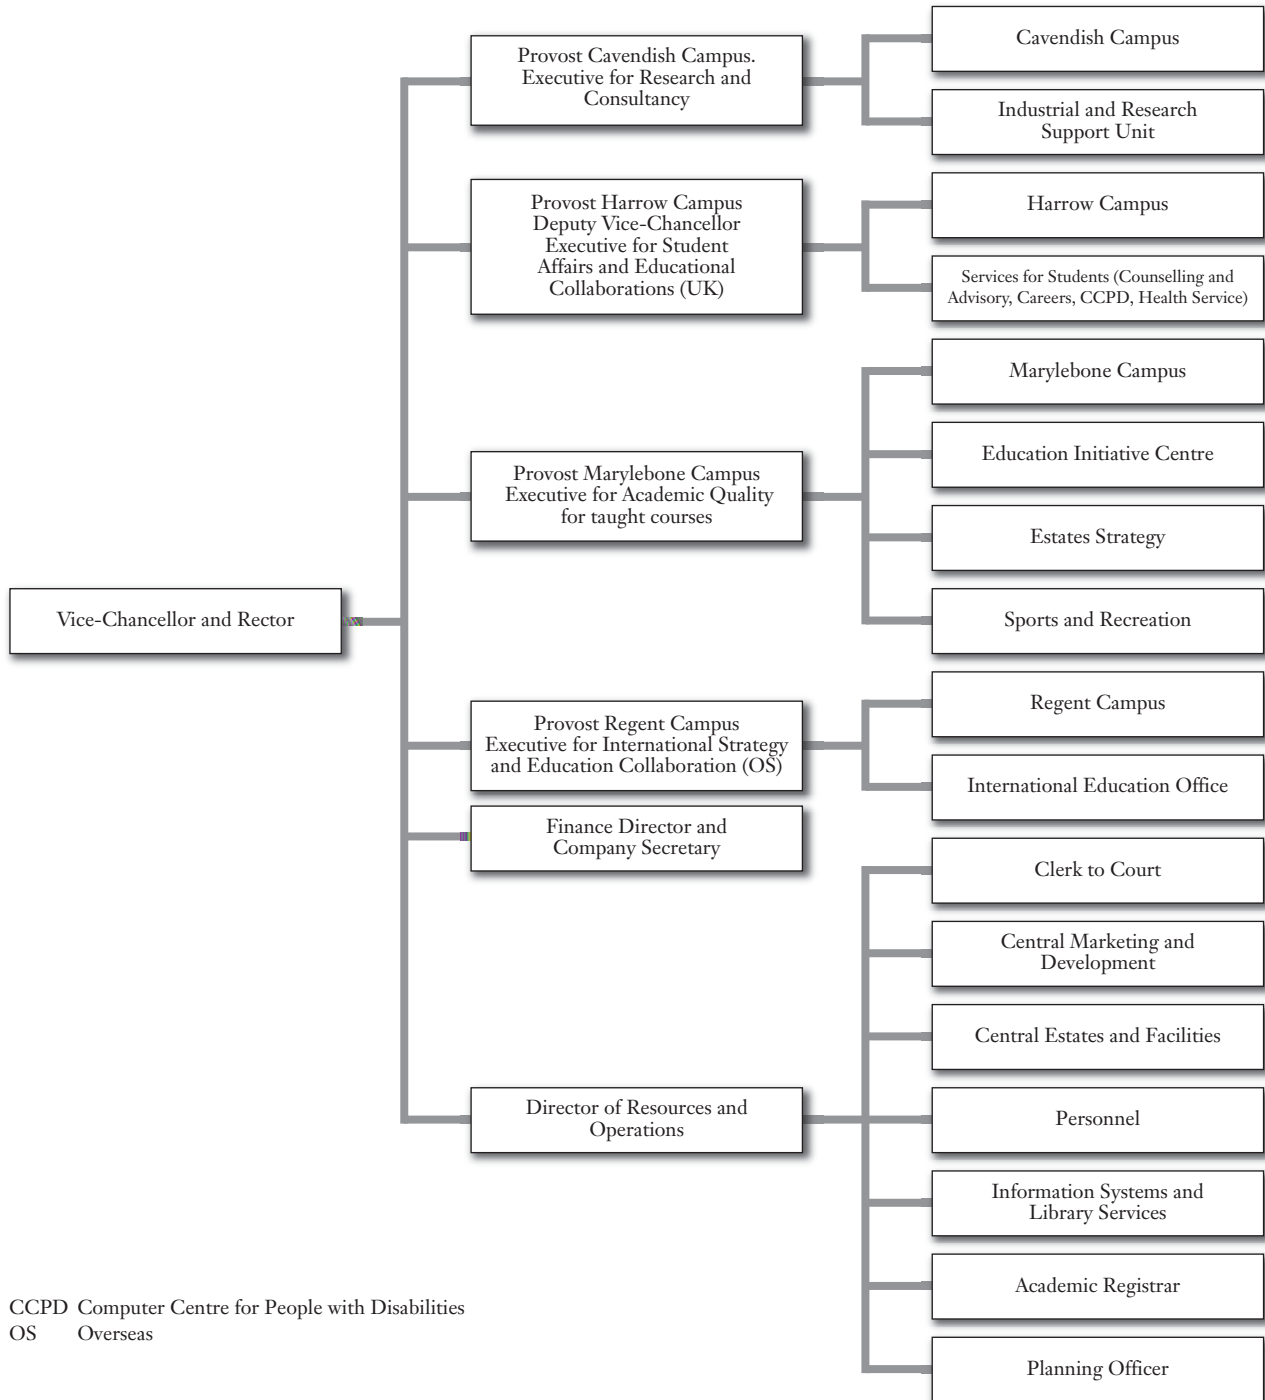 Cavendish Campus
Provost Cavendish Campus.
Executive for Research and
Consultancy
Industrial and Research
Support Unit
Provost Harrow Campus
Deputy Vice-Chancellor
Executive for Student
Affairs and Educational
Collaborations (UK)
Harrow Campus
Services for Students (Counselling and
Advisory, Careers, CCPD, Health Service)
Marylebone Campus
Education Initiative Centre
Provost Marylebone Campus
Executive for Academic Quality
for taught courses
Estates Strategy
Sports and Recreation
Vice-Chancellor and Rector
Regent Campus
Provost Regent Campus
Executive for International Strategy
and Education Collaboration (OS)
International Education Office
Finance Director and
Company Secretary
Clerk to Court
Central Marketing and
Development
Central Estates and Facilities
Director of Resources and
Operations
Personnel
Information Systems and
Library Services
Academic Registrar
Planning Officer
CCPD Computer Centre for People with Disabilities
OS Overseas